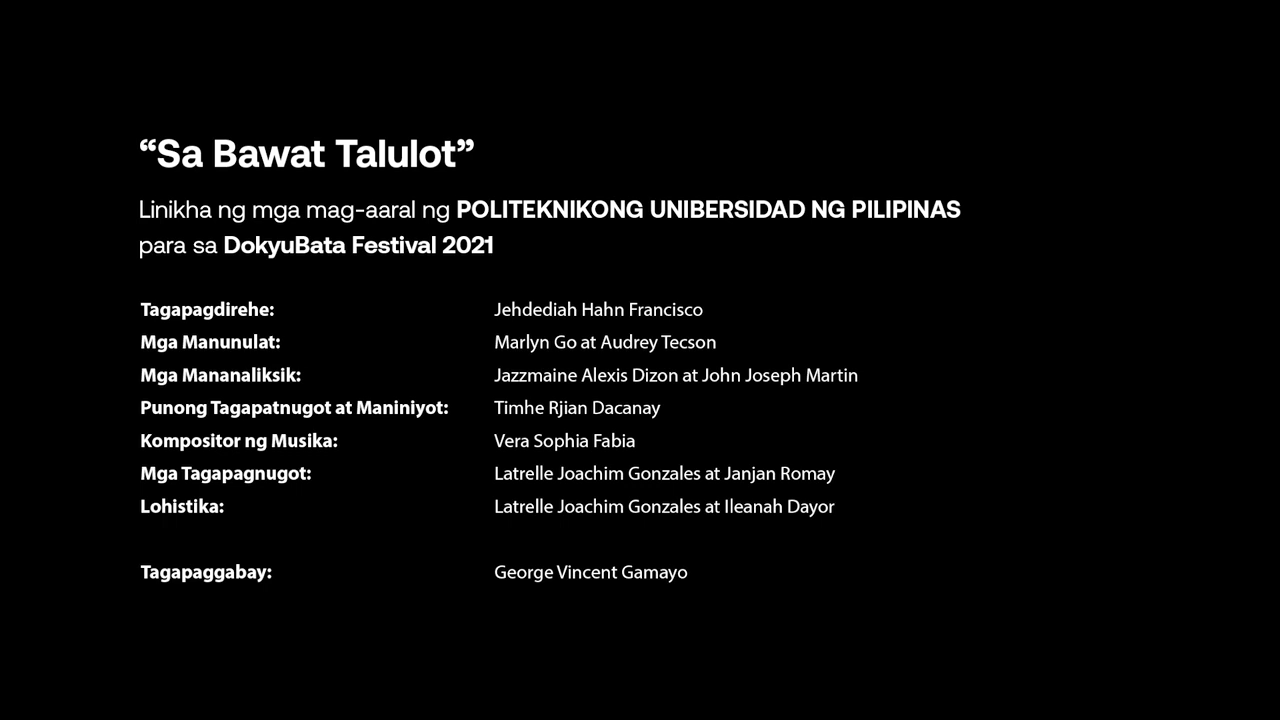 “Sa Bawat Talulot”
Linikha ng mga mag-aaral ng POLITEKNIKONG UNIBERSIDAD NG PILIPINAS
para sa DokyuBata Festival 2021
Tagapagdirehe: Jehdediah Hahn Francisco
Mga Manunulat: Marlyn Go at Audrey Tecson
Mga Mananaliksik: Jazzmaine Alexis Dizon at John Joseph Martin
Punong Tagapatnugot at Maniniyot: Timhe Rjian Dacanay
Kompositor ng Musika: Vera Sophia Fabia
Mga Tagapagnugot: Latrelle Joachim Gonzales at Janjan Romay
Lohistika: Latrelle Joachim Gonzales at Ileanah Dayor
Tagapaggabay: George Vincent Gamayo